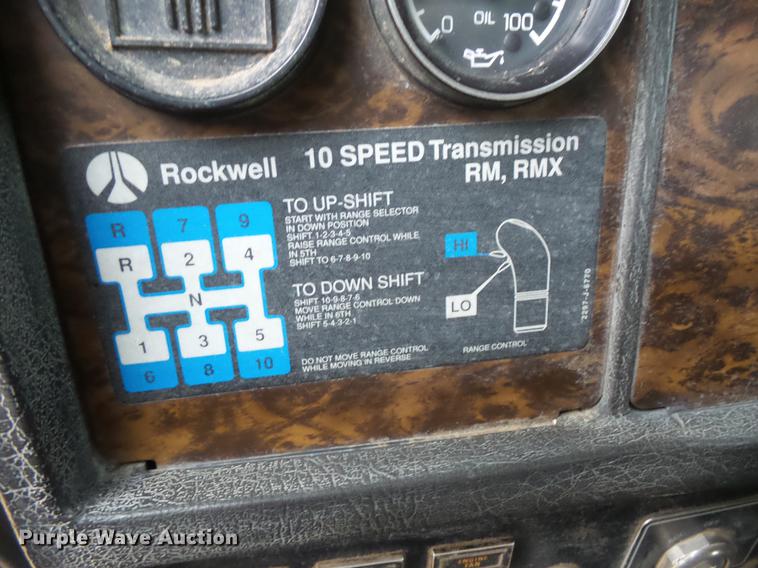 0 OIL 100
Rockwell
10 SPEED Transmission
RM, RMX
R 7 9
R 2 4
N
1 3 5
6 8 10
TO UP-SHIFT
START WITH RANGE SELECTOR
IN DOWN POSITION
SHIFT 1-2-3-4-5
RAISE RANGE CONTROL WHILE
IN 5TH
SHIFT TO 6-7-8-9-10
TO DOWN SHIFT
SHIFT 10-9-8-7-6
MOVE RANGE CONTROL DOWN
WHILE IN 6TH
SHIFT 5-4-3-2-1
DO NOT MOVE RANGE CONTROL
WHILE MOVING IN REVERSE
HI
LO
RANGE CONTROL
2297-J-6770
ENGINE
FAN
Purple Wave Auction